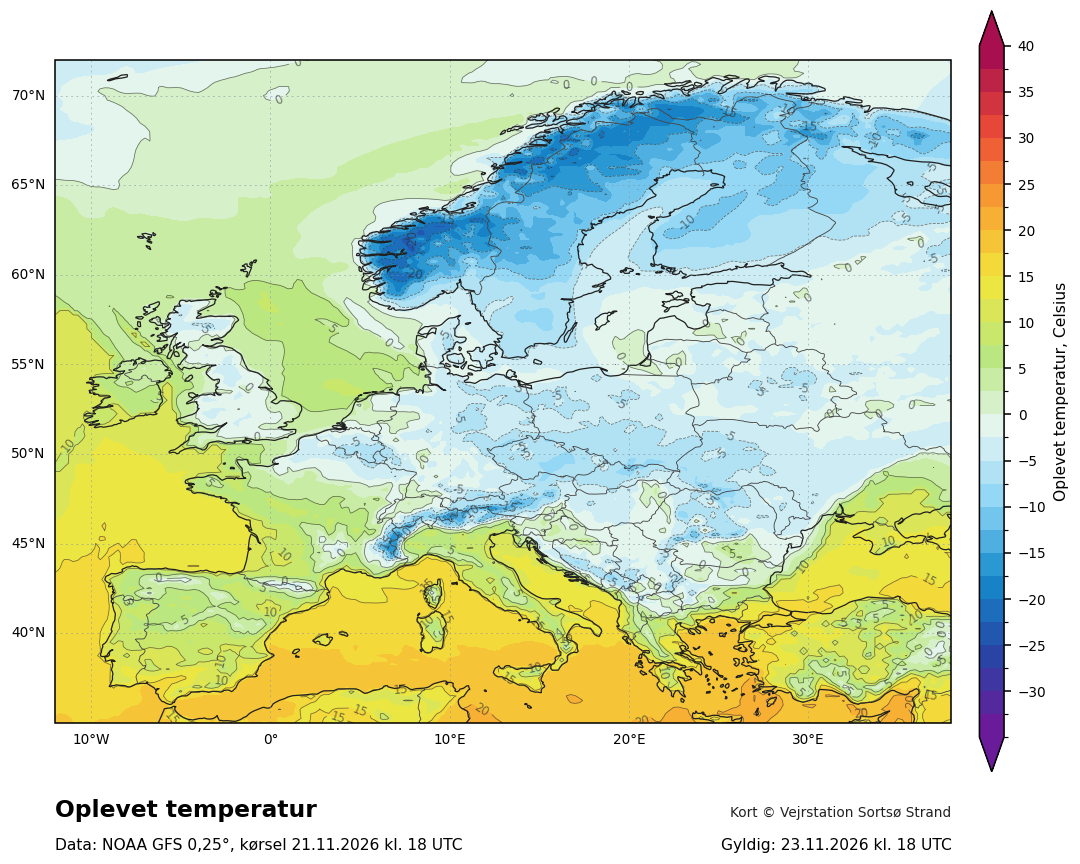 40
35
30
25
20
15
10
5
0
−5
−10
−15
−20
−25
−30
Oplevet temperatur, Celsius
70°N
65°N
60°N
55°N
50°N
45°N
40°N
10°W
0°
10°E
20°E
30°E
Oplevet temperatur
Kort © Vejrstation Sortsø Strand
Data: NOAA GFS 0,25°, kørsel 21.11.2026 kl. 18 UTC
Gyldig: 23.11.2026 kl. 18 UTC